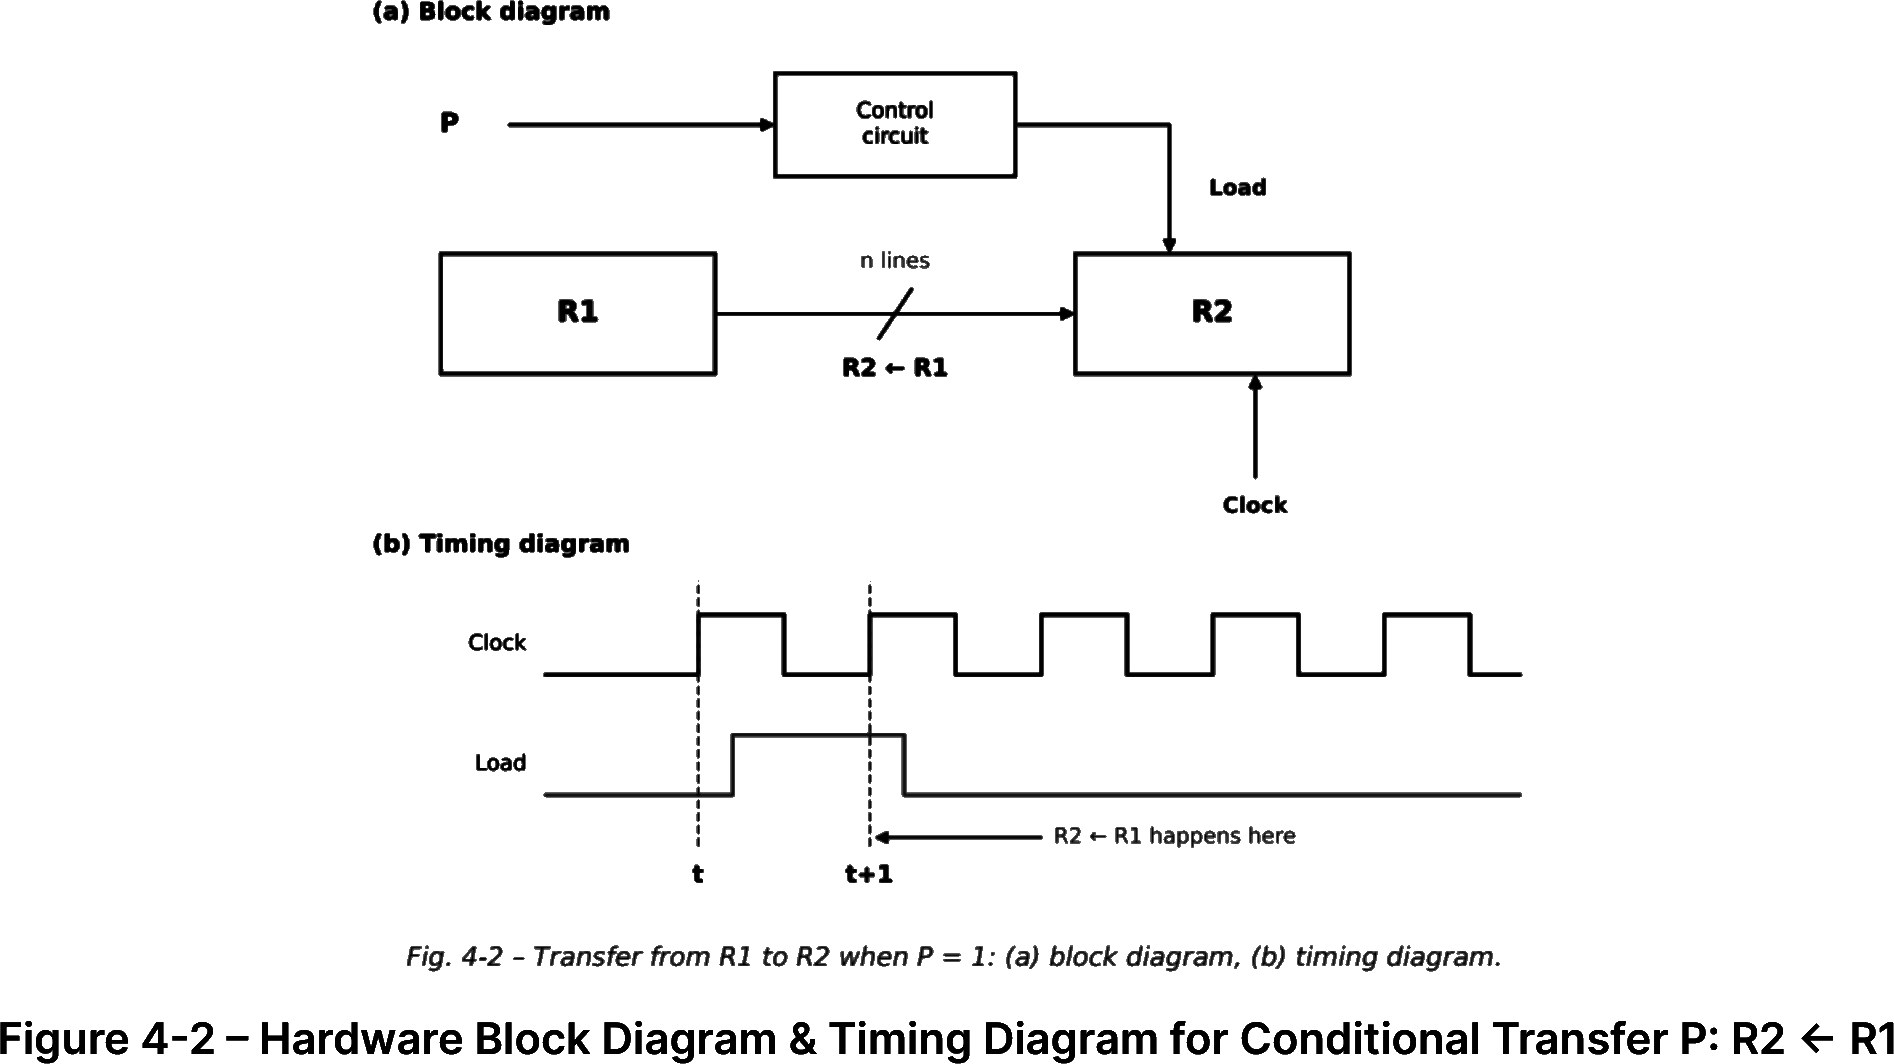 (a) Block diagram
P
Control
circuit
Load
n lines
R1
R2
R2 ← R1
Clock
(b) Timing diagram
Clock
Load
R2 ← R1 happens here
t
t+1
Fig. 4-2 – Transfer from R1 to R2 when P = 1: (a) block diagram, (b) timing diagram.
Figure 4-2 – Hardware Block Diagram & Timing Diagram for Conditional Transfer P: R2 ← R1